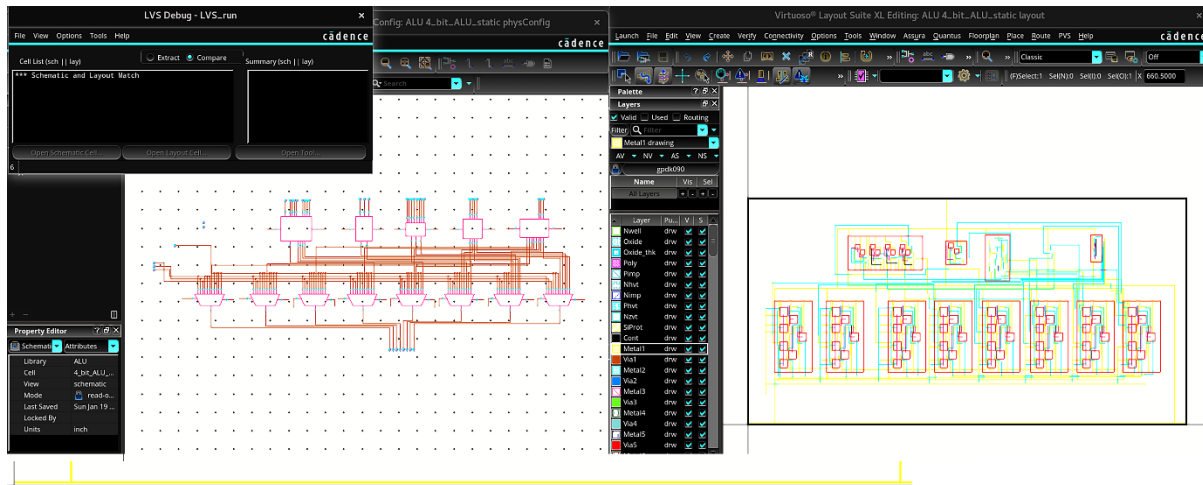 LVS Debug - LVS_run
File View Options Tools Help
cādence
Cell List (sch || lay)
Extract
Compare
Summary (sch || lay)
*** Schematic and Layout Match
Open Schematic Cell...
Open Layout Cell...
Open Tool...
6
Config: ALU 4_bit_ALU_static physConfig
cādence
Search
Property Editor
Schemati
Attributes
Library ALU
Cell 4_bit_ALU_...
View schematic
Mode read-o...
Last Saved Sun Jan 19 ...
Locked By
Units inch
Virtuoso® Layout Suite XL Editing: ALU 4_bit_ALU_static layout
Launch File Edit View Create Verify Connectivity Options Tools Window Assura Quantus Floorplan Place Route PVS Help
cādence
Classic
Off
(F)Select:1 Sel(N):0 Sel(I):0 Sel(O):1 X 660.5000
Palette
Layers
Valid Used Routing
Filter Filter
Metal1 drawing
AV NV AS NS
gpdk090
Name Vis Sel
All Layers
Layer Pu... V S
Nwell drw
Oxide drw
Oxide_thk drw
Poly drw
Pimp drw
Nhvt drw
Nimp drw
Phvt drw
Nzvt drw
SiProt drw
Cont drw
Metal1 drw
Via1 drw
Metal2 drw
Via2 drw
Metal3 drw
Via3 drw
Metal4 drw
Via4 drw
Metal5 drw
Via5 drw